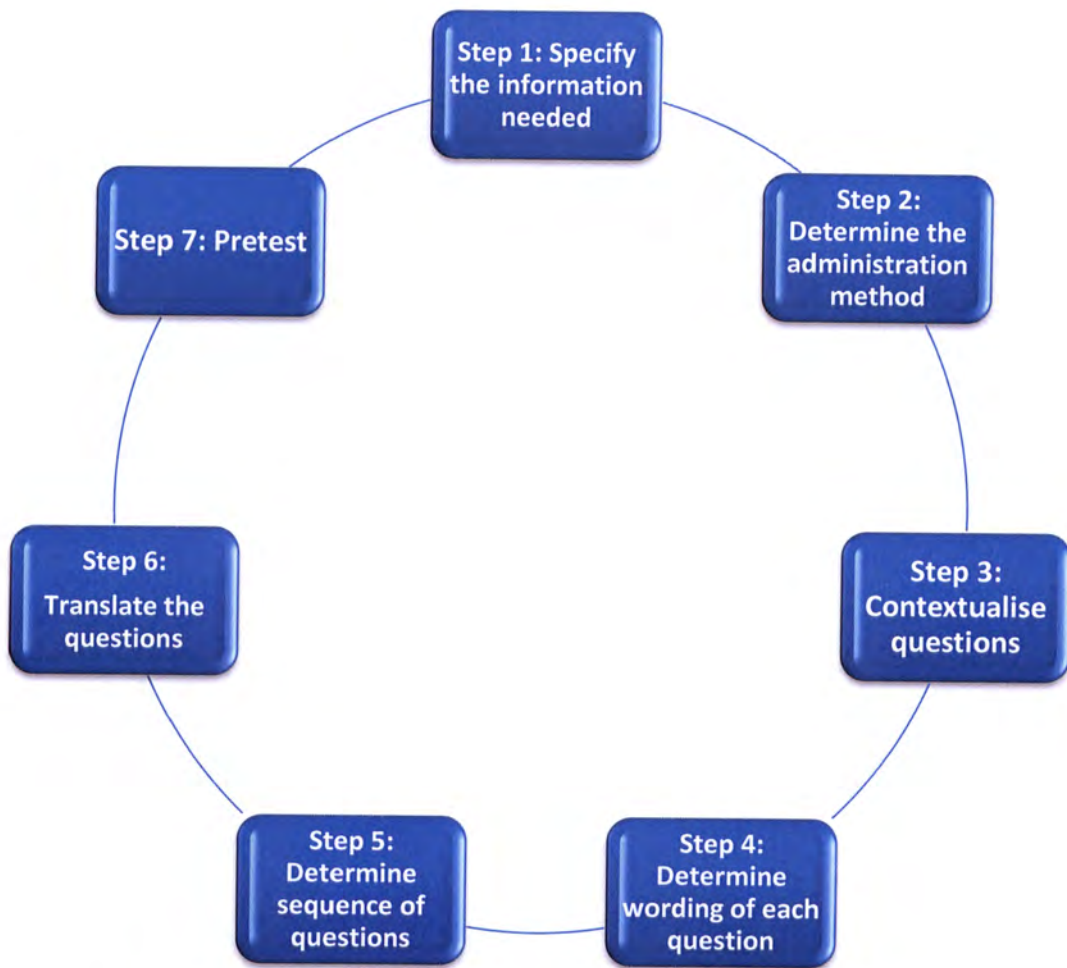 Step 1: Specify
the information
needed
Step 2:
Determine the
administration
method
Step 3:
Contextualise
questions
Step 4:
Determine
wording of each
question
Step 5:
Determine
sequence of
questions
Step 6:
Translate the
questions
Step 7: Pretest